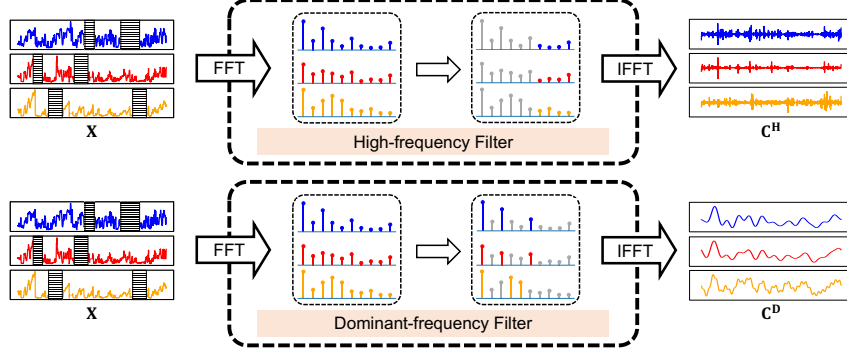 FFT
IFFT
X
High-frequency Filter
C^H
FFT
IFFT
X
Dominant-frequency Filter
C^D